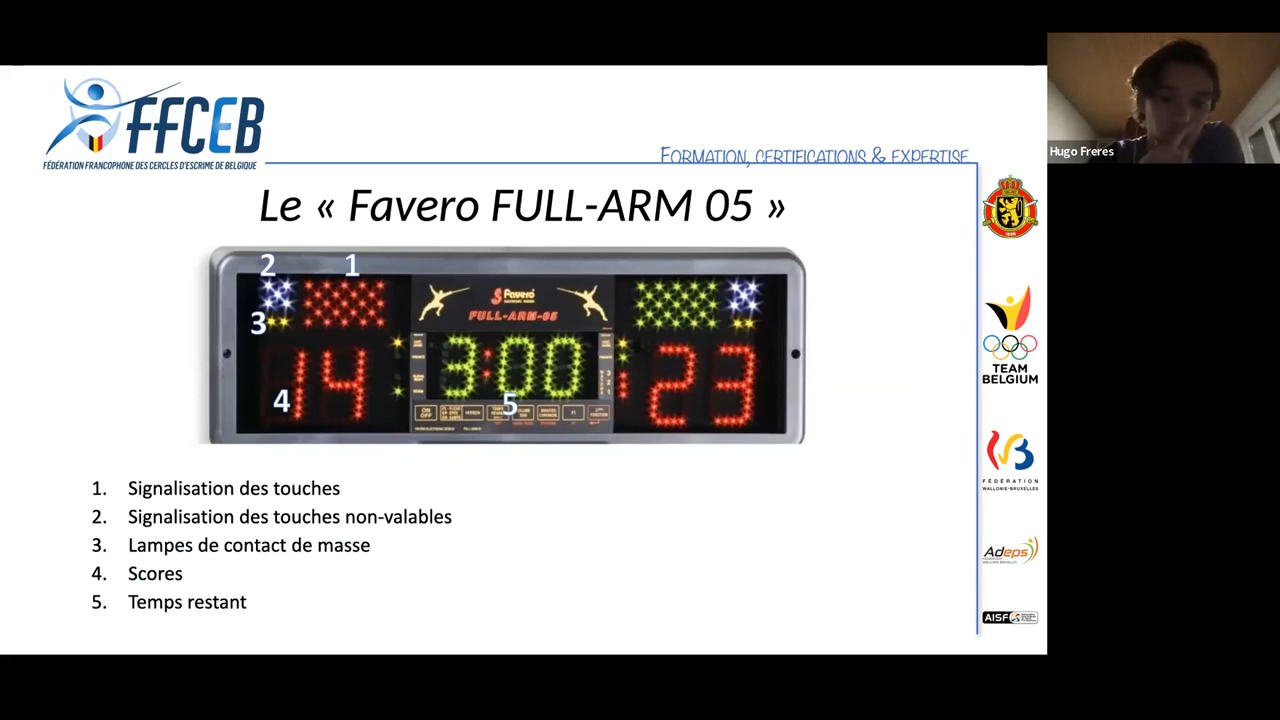 FFCEB
FÉDÉRATION FRANCOPHONE DES CERCLES D'ESCRIME DE BELGIQUE
FORMATION, CERTIFICATIONS & EXPERTISE
Hugo Freres
Le « Favero FULL-ARM 05 »
2
1
3
4
5
Favero
FULL-ARM-05
14
3:00
23
ON
OFF
1. Signalisation des touches
2. Signalisation des touches non-valables
3. Lampes de contact de masse
4. Scores
5. Temps restant
TEAM
BELGIUM
FÉDÉRATION
WALLONIE-BRUXELLES
Adeps
AISF